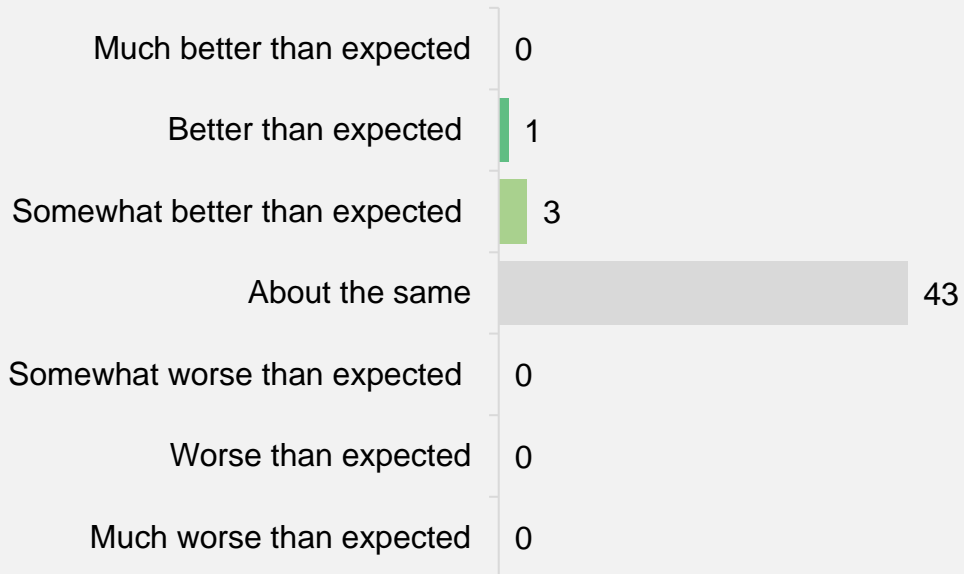 Much better than expected 0
Better than expected 1
Somewhat better than expected 3
About the same 43
Somewhat worse than expected 0
Worse than expected 0
Much worse than expected 0